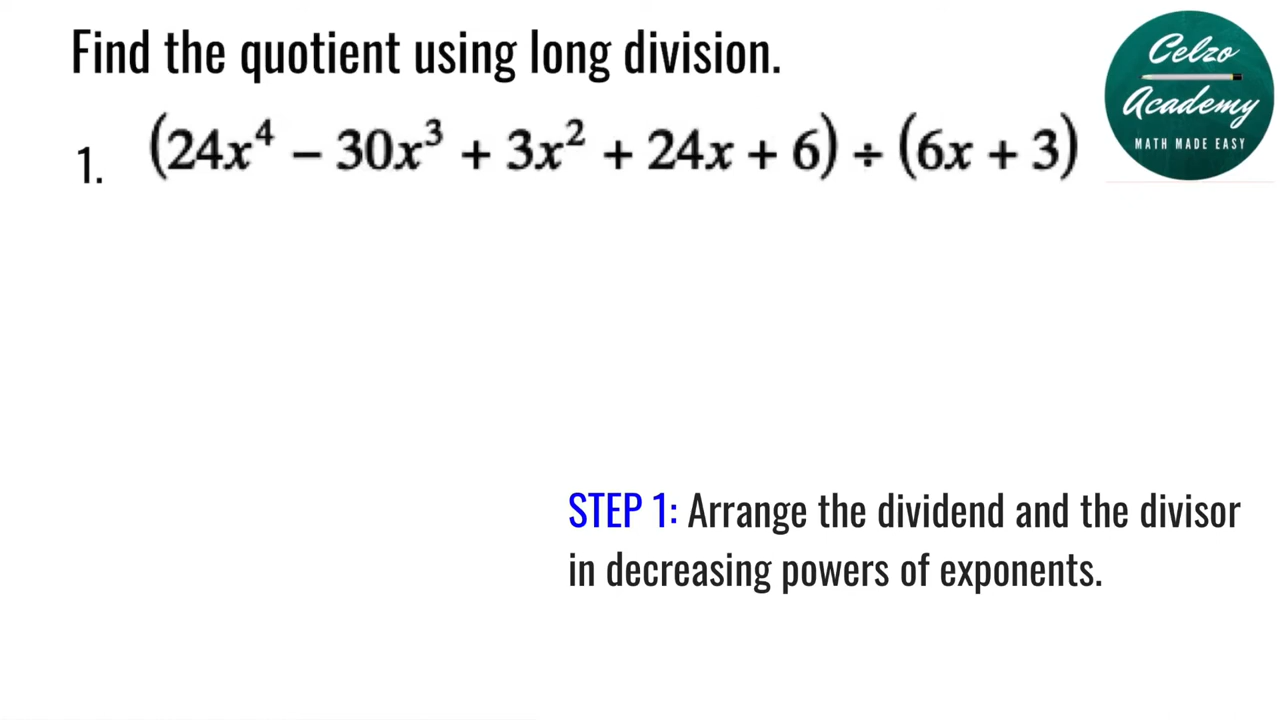 Find the quotient using long division.
1. (24x⁴ − 30x³ + 3x² + 24x + 6) ÷ (6x + 3)
Celzo
Academy
MATH MADE EASY
STEP 1: Arrange the dividend and the divisor
in decreasing powers of exponents.